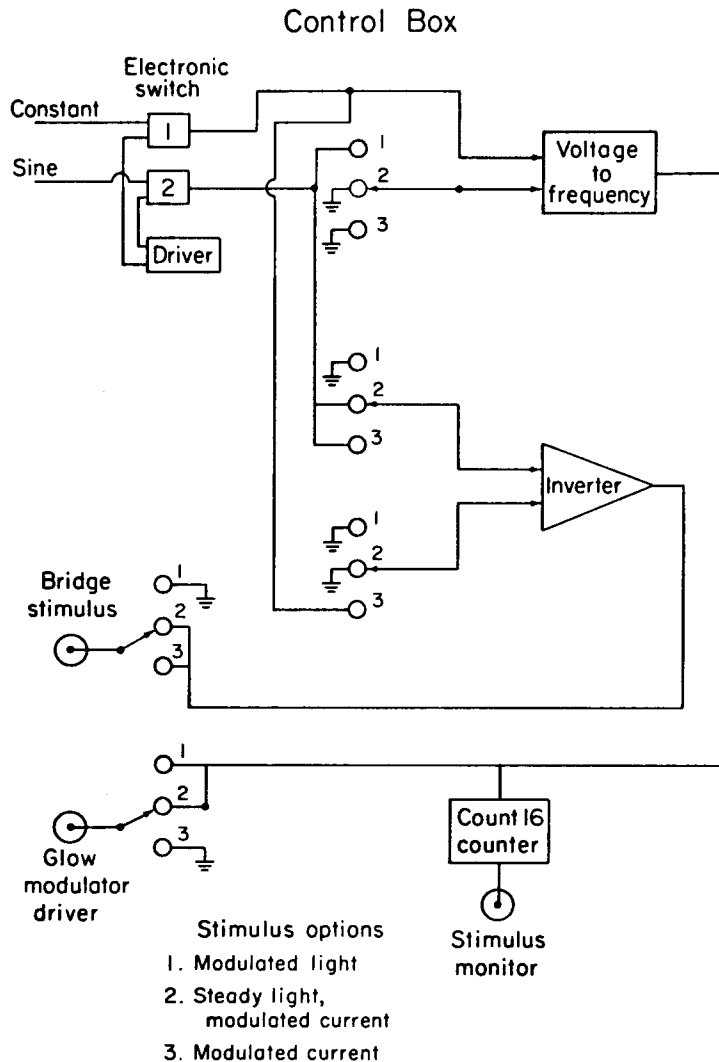 Control Box
Electronic
switch
Constant
1
Sine
2
Driver
1
2
3
Voltage
to
frequency
1
2
3
Inverter
1
2
3
Bridge
stimulus
1
2
3
1
2
3
Glow
modulator
driver
Count 16
counter
Stimulus
monitor
Stimulus options
1. Modulated light
2. Steady light,
modulated current
3. Modulated current